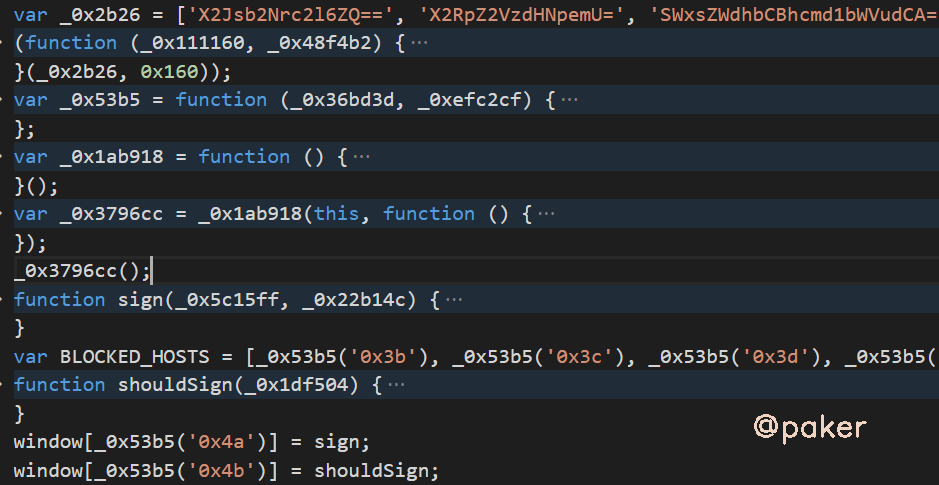 var _0x2b26 = ['X2Jsb2Nrc2l6ZQ==', 'X2RpZ2VzdHNpemU=', 'SWxsZWdhbCBhcmd1bWVudCA=
(function (_0x111160, _0x48f4b2) {···
}(_0x2b26, 0x160));
var _0x53b5 = function (_0x36bd3d, _0xefc2cf) {···
};
var _0x1ab918 = function () {···
}();
var _0x3796cc = _0x1ab918(this, function () {···
});
_0x3796cc();
function sign(_0x5c15ff, _0x22b14c) {···
}
var BLOCKED_HOSTS = [_0x53b5('0x3b'), _0x53b5('0x3c'), _0x53b5('0x3d'), _0x53b5(
function shouldSign(_0x1df504) {···
}
@paker
window[_0x53b5('0x4a')] = sign;
window[_0x53b5('0x4b')] = shouldSign;